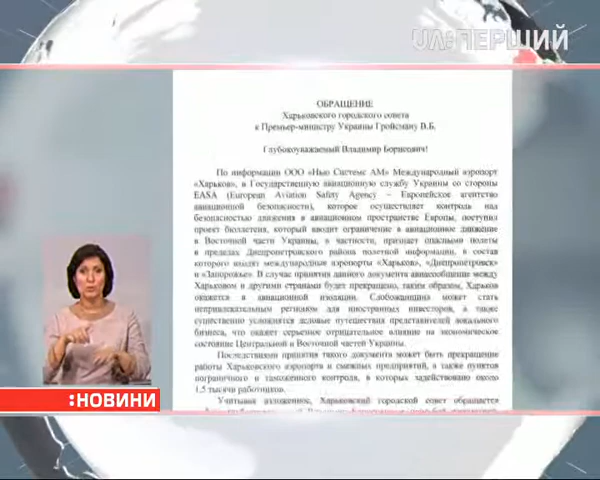 UA:ПЕРШИЙ
ОБРАЩЕНИЕ
Харьковского городского совета
к Премьер-министру Украины Гройсману В.Б.
Глубокоуважаемый Владимир Борисович!
По информации ООО «Нью Системс АМ» Международный аэропорт
«Харьков», в Государственную авиационную службу Украины со стороны
EASA (European Aviation Safety Agency – Европейское агентство
авиационной безопасности), которое осуществляет контроль над
безопасностью движения в авиационном пространстве Европы, поступил
проект бюллетеня, который вводит ограничение в авиационное движение
в Восточной части Украины, в частности, признает опасными полеты
в пределах Днепропетровского района полетной информации, в состав
которого входят международные аэропорты «Харьков», «Днепропетровск»
и «Запорожье». В случае принятия данного документа авиасообщение между
Харьковом и другими странами будет прекращено, таким образом, Харьков
окажется в авиационной изоляции. Слобожанщина может стать
непривлекательным регионом для иностранных инвесторов, а также
существенно усложнятся деловые путешествия представителей локального
бизнеса, что окажет серьезное отрицательное влияние на экономическое
состояние Центральной и Восточной частей Украины.
Последствиями принятия такого документа может быть прекращение
работы Харьковского аэропорта и смежных предприятий, а также пунктов
пограничного и таможенного контроля, в которых задействовано около
1,5 тысячи работников.
Учитывая изложенное, Харьковский городской совет обращается
:НОВИНИ